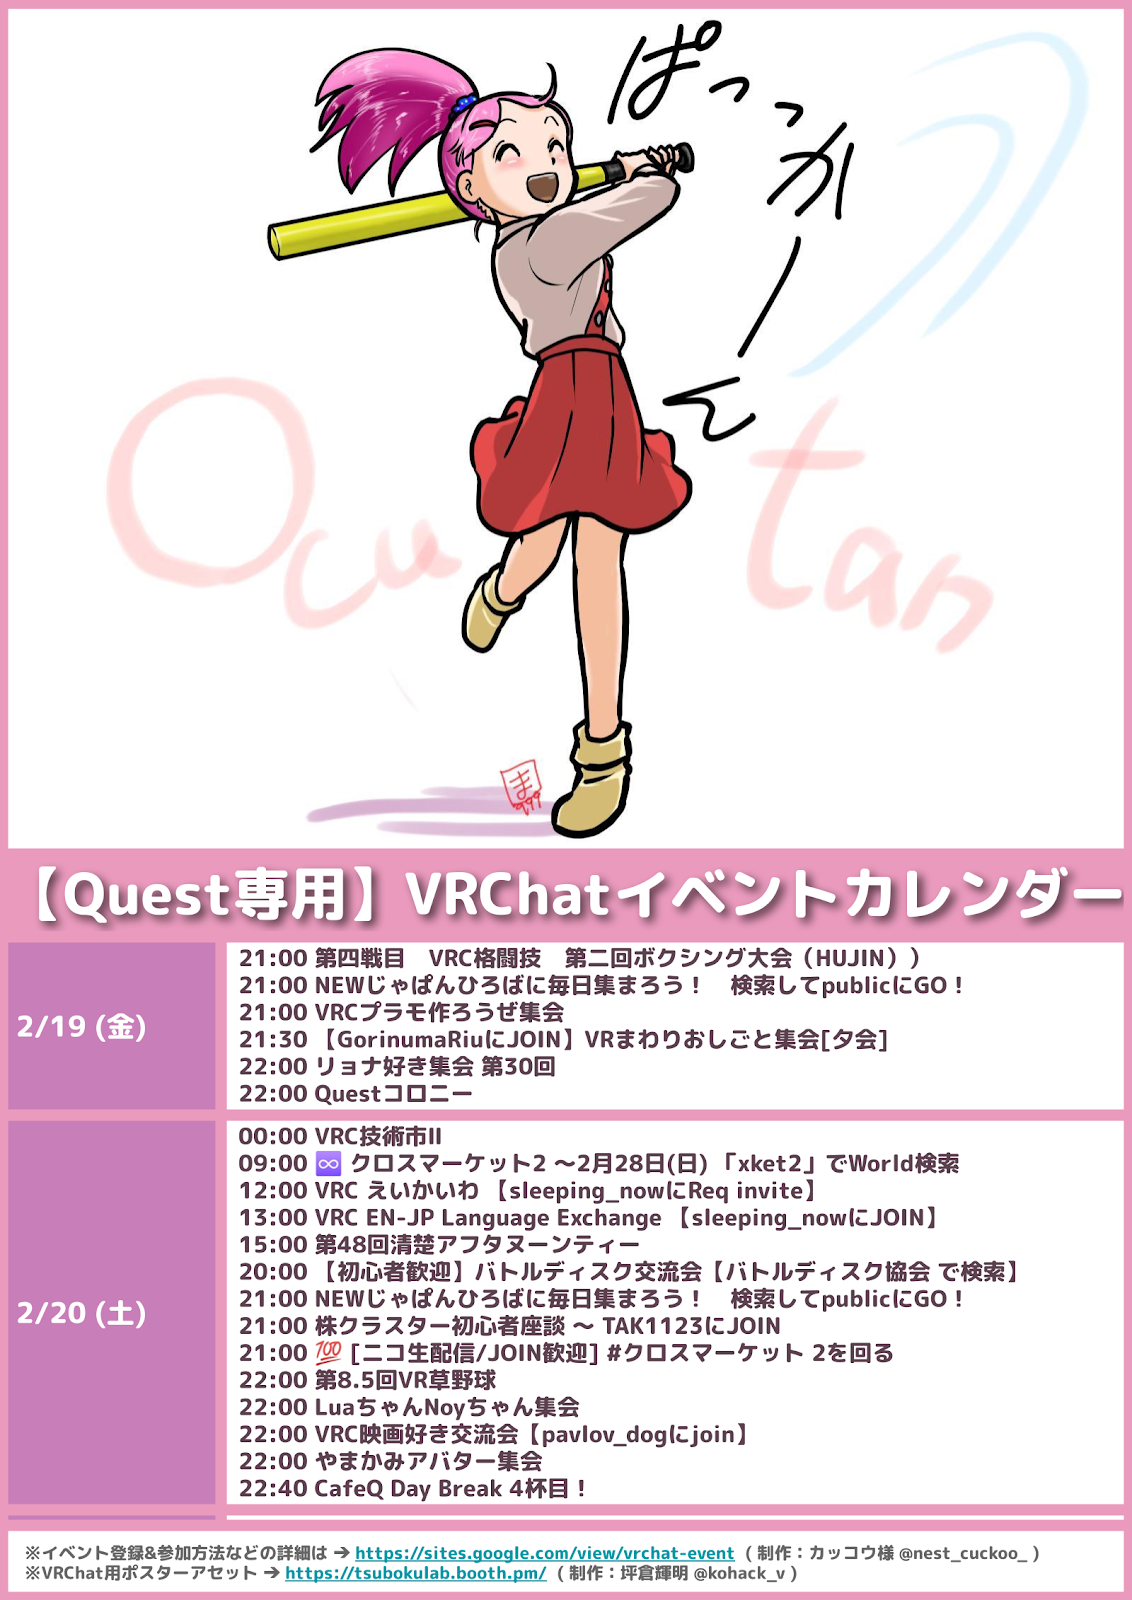 ぱっっかーん
Qcu tan
ま
999
【Quest専用】VRChatイベントカレンダー
2/19 (金)
21:00 第四戦目　VRC格闘技　第二回ボクシング大会（HUJIN））
21:00 NEWじゃぱんひろばに毎日集まろう！　検索してpublicにGO！
21:00 VRCプラモ作ろうぜ集会
21:30 【GorinumaRiuにJOIN】VRまわりおしごと集会[夕会]
22:00 リョナ好き集会 第30回
22:00 Questコロニー
2/20 (土)
00:00 VRC技術市II
09:00 ♾ クロスマーケット2 ～2月28日(日) 「xket2」でWorld検索
12:00 VRC えいかいわ 【sleeping_nowにReq invite】
13:00 VRC EN-JP Language Exchange 【sleeping_nowにJOIN】
15:00 第48回清楚アフタヌーンティー
20:00 【初心者歓迎】バトルディスク交流会【バトルディスク協会 で検索】
21:00 NEWじゃぱんひろばに毎日集まろう！　検索してpublicにGO！
21:00 株クラスター初心者座談 ～ TAK1123にJOIN
21:00 💯 [ニコ生配信/JOIN歓迎] #クロスマーケット 2を回る
22:00 第8.5回VR草野球
22:00 LuaちゃんNoyちゃん集会
22:00 VRC映画好き交流会【pavlov_dogにjoin】
22:00 やまかみアバター集会
22:40 CafeQ Day Break 4杯目！
※イベント登録&参加方法などの詳細は ➔ https://sites.google.com/view/vrchat-event （制作：カッコウ様 @nest_cuckoo_ )
※VRChat用ポスターアセット ➔ https://tsubokulab.booth.pm/ （制作：坪倉輝明 @kohack_v )